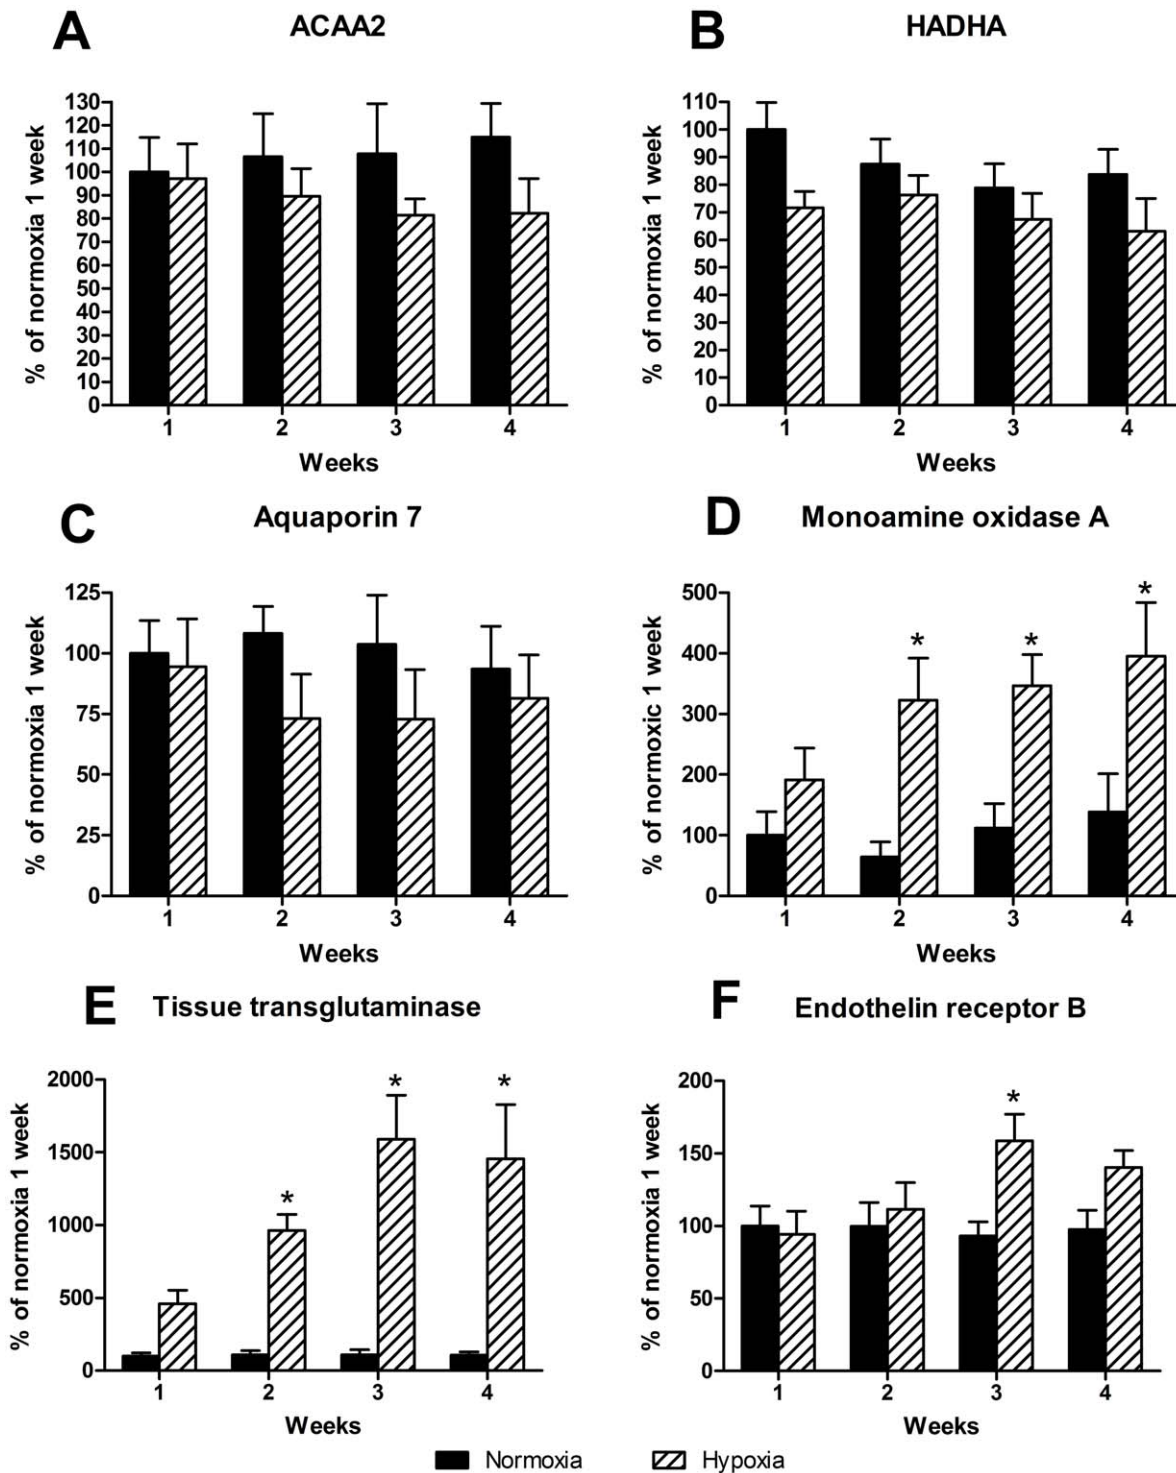 A ACAA2
% of normoxia 1 week
130
120
110
100
90
80
70
60
50
40
30
20
10
0
1 2 3 4
Weeks
B HADHA
% of normoxia 1 week
110
100
90
80
70
60
50
40
30
20
10
0
1 2 3 4
Weeks
C Aquaporin 7
% of normoxia 1 week
125
100
75
50
25
0
1 2 3 4
Weeks
D Monoamine oxidase A
% of normoxic 1 week
500
400
300
200
100
0
* * *
1 2 3 4
Weeks
E Tissue transglutaminase
% of normoxia 1 week
2000
1500
1000
500
0
* * *
1 2 3 4
Weeks
F Endothelin receptor B
% of normoxia 1 week
200
150
100
50
0
*
1 2 3 4
Weeks
Normoxia Hypoxia